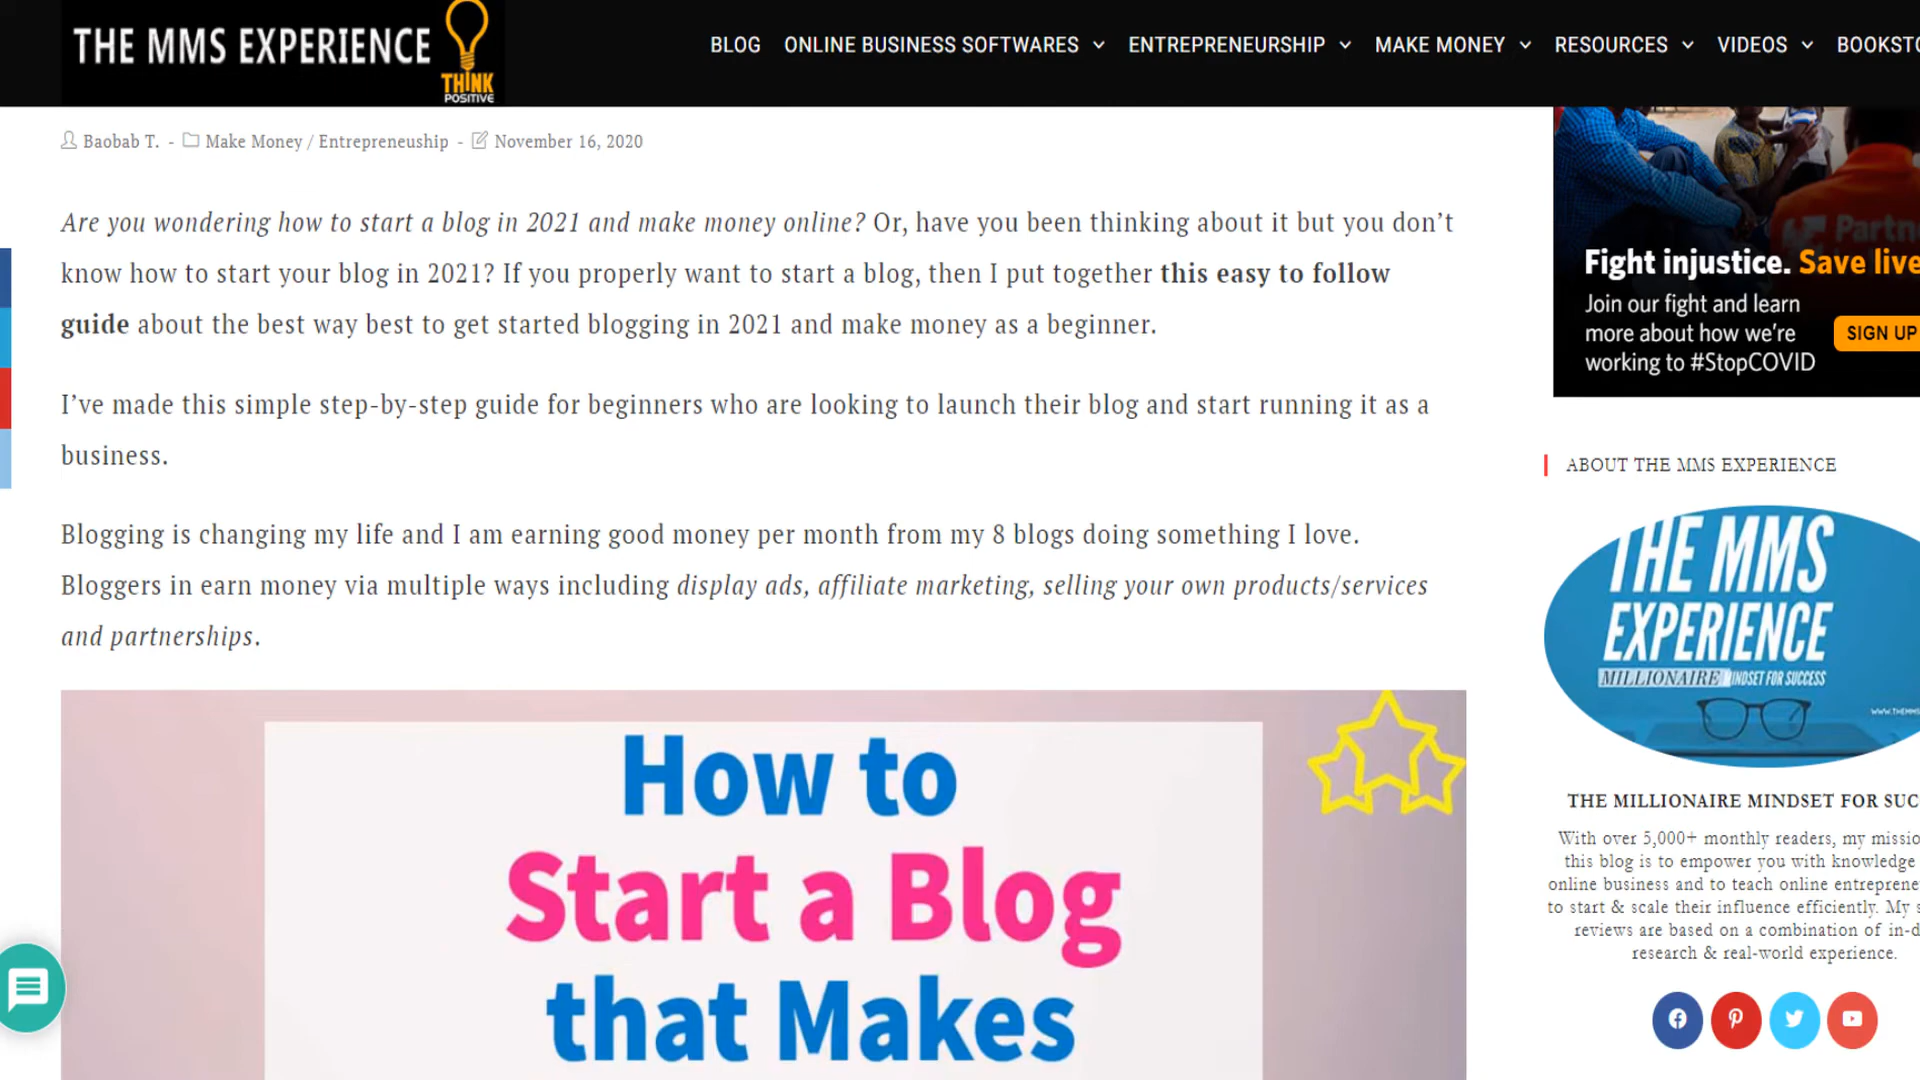 THE MMS EXPERIENCE
THINK
POSITIVE
BLOG ONLINE BUSINESS SOFTWARES ENTREPRENEURSHIP MAKE MONEY RESOURCES VIDEOS BOOKSTO
Baobab T. - Make Money / Entrepreneuship - November 16, 2020
Are you wondering how to start a blog in 2021 and make money online? Or, have you been thinking about it but you don’t
know how to start your blog in 2021? If you properly want to start a blog, then I put together this easy to follow
guide about the best way best to get started blogging in 2021 and make money as a beginner.
I’ve made this simple step-by-step guide for beginners who are looking to launch their blog and start running it as a
business.
Blogging is changing my life and I am earning good money per month from my 8 blogs doing something I love.
Bloggers in earn money via multiple ways including display ads, affiliate marketing, selling your own products/services
and partnerships.
How to
Start a Blog
that Makes
Partn
Fight injustice. Save live
Join our fight and learn
more about how we’re
working to #StopCOVID
SIGN UP
ABOUT THE MMS EXPERIENCE
THE MMS
EXPERIENCE
MILLIONAIRE MINDSET FOR SUCCESS
THE MILLIONAIRE MINDSET FOR SUC
With over 5,000+ monthly readers, my missio
this blog is to empower you with knowledge
online business and to teach online entreprene
to start & scale their influence efficiently. My s
reviews are based on a combination of in-d
research & real-world experience.